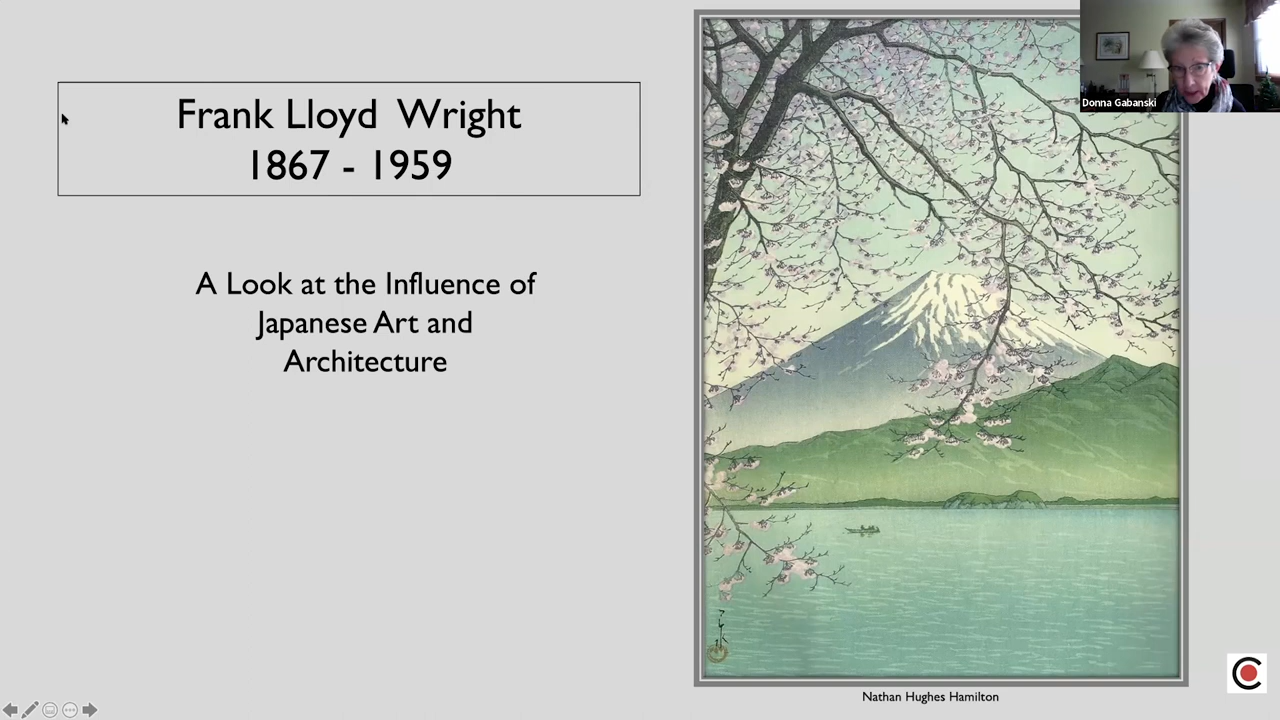 Frank Lloyd Wright
1867 - 1959
A Look at the Influence of
Japanese Art and
Architecture
Donna Gabanski
Nathan Hughes Hamilton